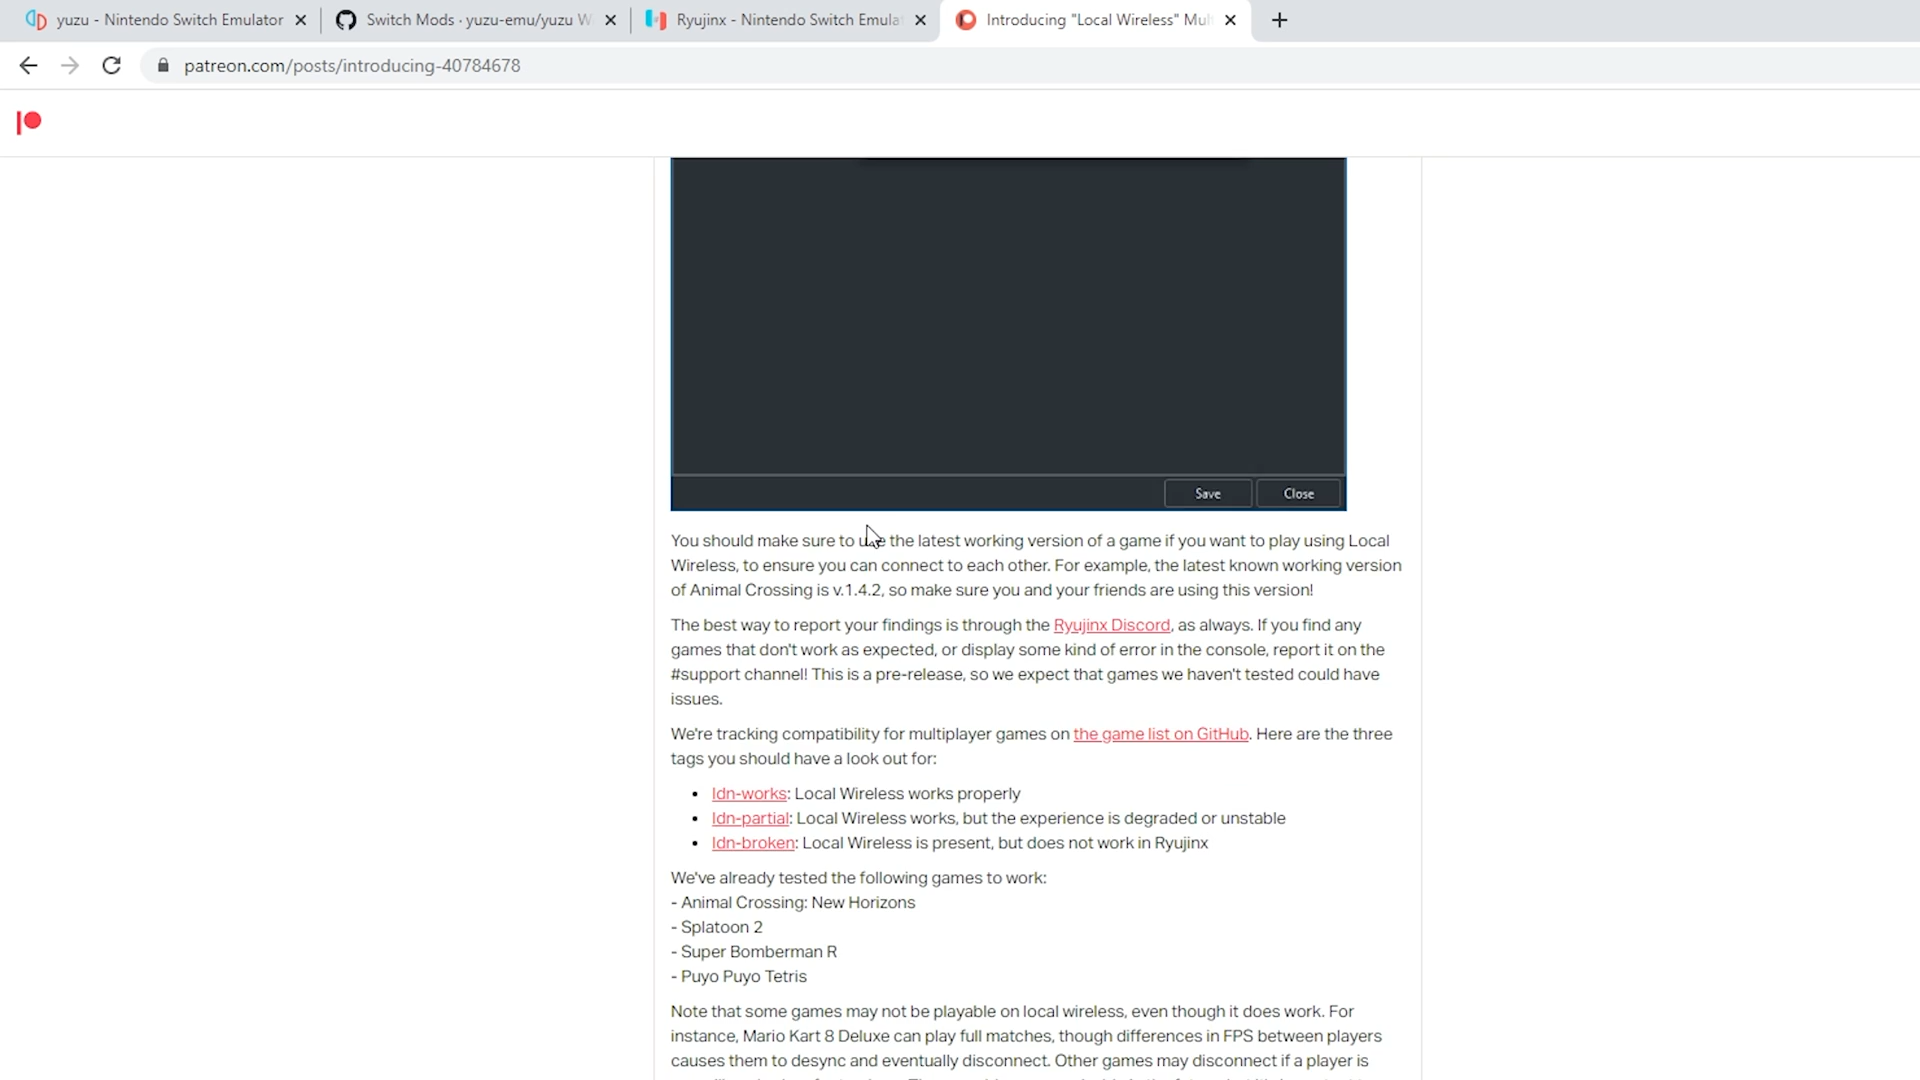 yuzu - Nintendo Switch Emulator
Switch Mods · yuzu-emu/yuzu W
Ryujinx - Nintendo Switch Emula
Introducing "Local Wireless" Mul
patreon.com/posts/introducing-40784678
Save
Close
You should make sure to use the latest working version of a game if you want to play using Local
Wireless, to ensure you can connect to each other. For example, the latest known working version
of Animal Crossing is v.1.4.2, so make sure you and your friends are using this version!
The best way to report your findings is through the Ryujinx Discord, as always. If you find any
games that don't work as expected, or display some kind of error in the console, report it on the
#support channel! This is a pre-release, so we expect that games we haven't tested could have
issues.
We're tracking compatibility for multiplayer games on the game list on GitHub. Here are the three
tags you should have a look out for:
• ldn-works: Local Wireless works properly
• ldn-partial: Local Wireless works, but the experience is degraded or unstable
• ldn-broken: Local Wireless is present, but does not work in Ryujinx
We've already tested the following games to work:
- Animal Crossing: New Horizons
- Splatoon 2
- Super Bomberman R
- Puyo Puyo Tetris
Note that some games may not be playable on local wireless, even though it does work. For
instance, Mario Kart 8 Deluxe can play full matches, though differences in FPS between players
causes them to desync and eventually disconnect. Other games may disconnect if a player is